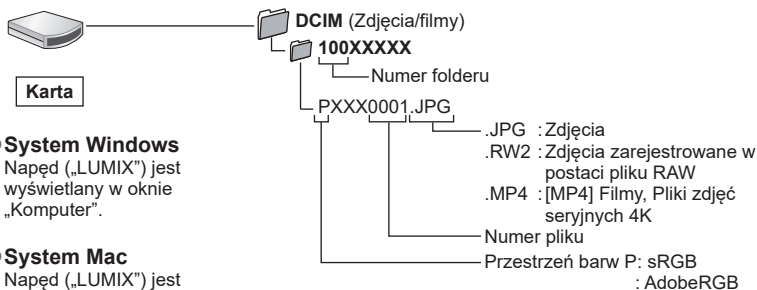 DCIM (Zdjęcia/filmy)
100XXXXX
Numer folderu
Karta
PXXX0001.JPG
.JPG : Zdjęcia
.RW2 : Zdjęcia zarejestrowane w
postaci pliku RAW
.MP4 : [MP4] Filmy, Pliki zdjęć
seryjnych 4K
Numer pliku
Przestrzeń barw P: sRGB
: AdobeRGB
System Windows
Napęd („LUMIX”) jest
wyświetlany w oknie
„Komputer”.
System Mac
Napęd („LUMIX”) jest